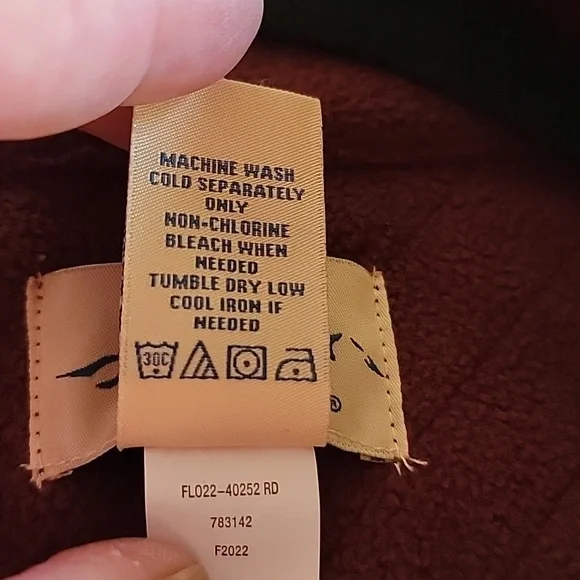 MACHINE WASH
COLD SEPARATELY
ONLY
NON-CHLORINE
BLEACH WHEN
NEEDED
TUMBLE DRY LOW
COOL IRON IF
NEEDED
30C
®
FL022-40252 RD
783142
F2022